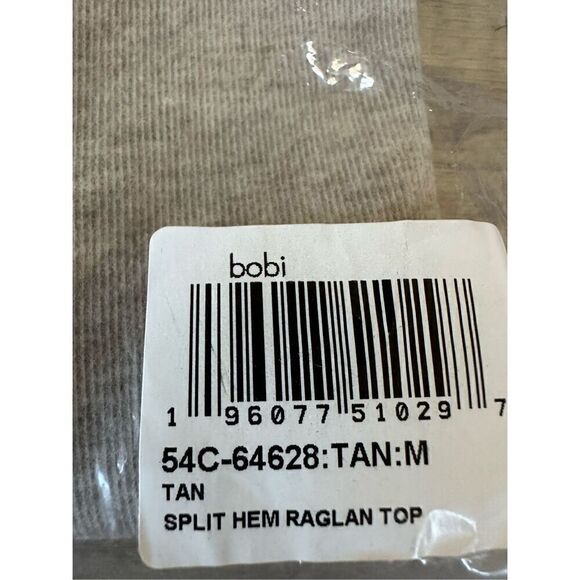 bobi
1 96077 51029 7
54C-64628:TAN:M
TAN
SPLIT HEM RAGLAN TOP